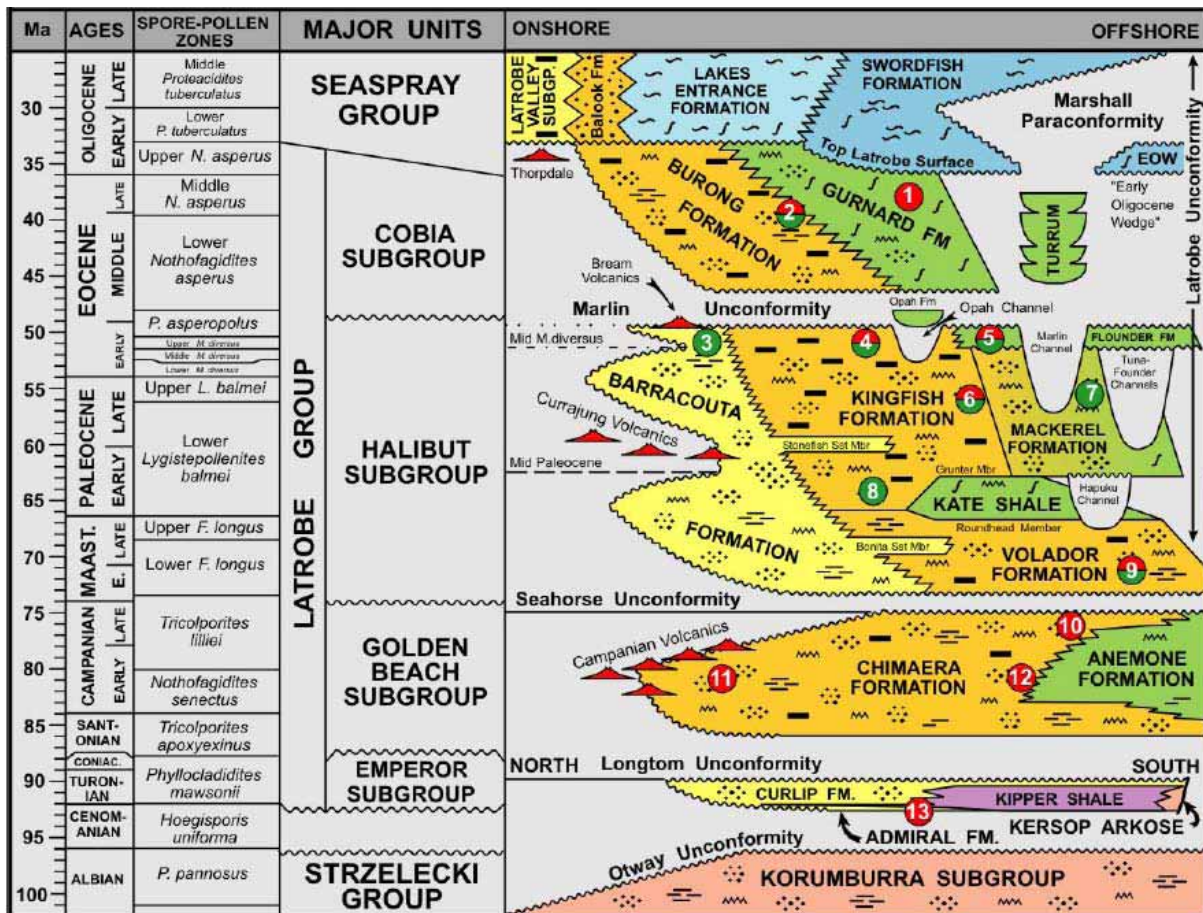 Ma
AGES
SPORE-POLLEN
ZONES
MAJOR UNITS
ONSHORE
OFFSHORE
30
35
40
45
50
55
60
65
70
75
80
85
90
95
100
OLIGOCENE
LATE
EARLY
EOCENE
LATE
MIDDLE
EARLY
PALEOCENE
LATE
EARLY
MAAST.
LATE
E.
CAMPANIAN
LATE
EARLY
SANT-
ONIAN
CONIAC.
TURON-
IAN
CENOM-
ANIAN
ALBIAN
Middle
Proteacidites
tuberculatus
Lower
P. tuberculatus
Upper N. asperus
Middle
N. asperus
Lower
Nothofagidites
asperus
P. asperopolus
Upper M. diversus
Middle M. diversus
Lower M. diversus
Upper L. balmei
Lower
Lygistepollenites
balmei
Upper F. longus
Lower F. longus
Tricolporites
lilliei
Nothofagidites
senectus
Tricolporites
apoxyexinus
Phyllocladidites
mawsonii
Hoegisporis
uniforma
P. pannosus
SEASPRAY
GROUP
LATROBE GROUP
COBIA
SUBGROUP
HALIBUT
SUBGROUP
GOLDEN
BEACH
SUBGROUP
EMPEROR
SUBGROUP
STRZELECKI
GROUP
LATROBE
VALLEY
SUBGP.
Balook Fm
LAKES
ENTRANCE
FORMATION
SWORDFISH
FORMATION
Marshall
Paraconformity
Top Latrobe Surface
EOW
"Early
Oligocene
Wedge"
Latrobe Unconformity
Thorpdale
BURONG
FORMATION
GURNARD FM
1
2
TURRUM
Bream
Volcanics
Marlin Unconformity
Opah Fm
Opah Channel
Mid M.diversus
3
4
5
Marlin
Channel
FLOUNDER FM
Tuna-
Flounder
Channels
BARRACOUTA
FORMATION
KINGFISH
FORMATION
6
7
MACKEREL
FORMATION
Currajung Volcanics
Stonefish Sst Mbr
Mid Paleocene
Grunter Mbr
8
KATE SHALE
Hapuku
Channel
Roundhead Member
Bonita Sst Mbr
VOLADOR
FORMATION
9
Seahorse Unconformity
Campanian Volcanics
10
11
CHIMAERA
FORMATION
12
ANEMONE
FORMATION
NORTH
Longtom Unconformity
SOUTH
CURLIP FM.
KIPPER SHALE
13
ADMIRAL FM.
KERSOP ARKOSE
Otway Unconformity
KORUMBURRA SUBGROUP